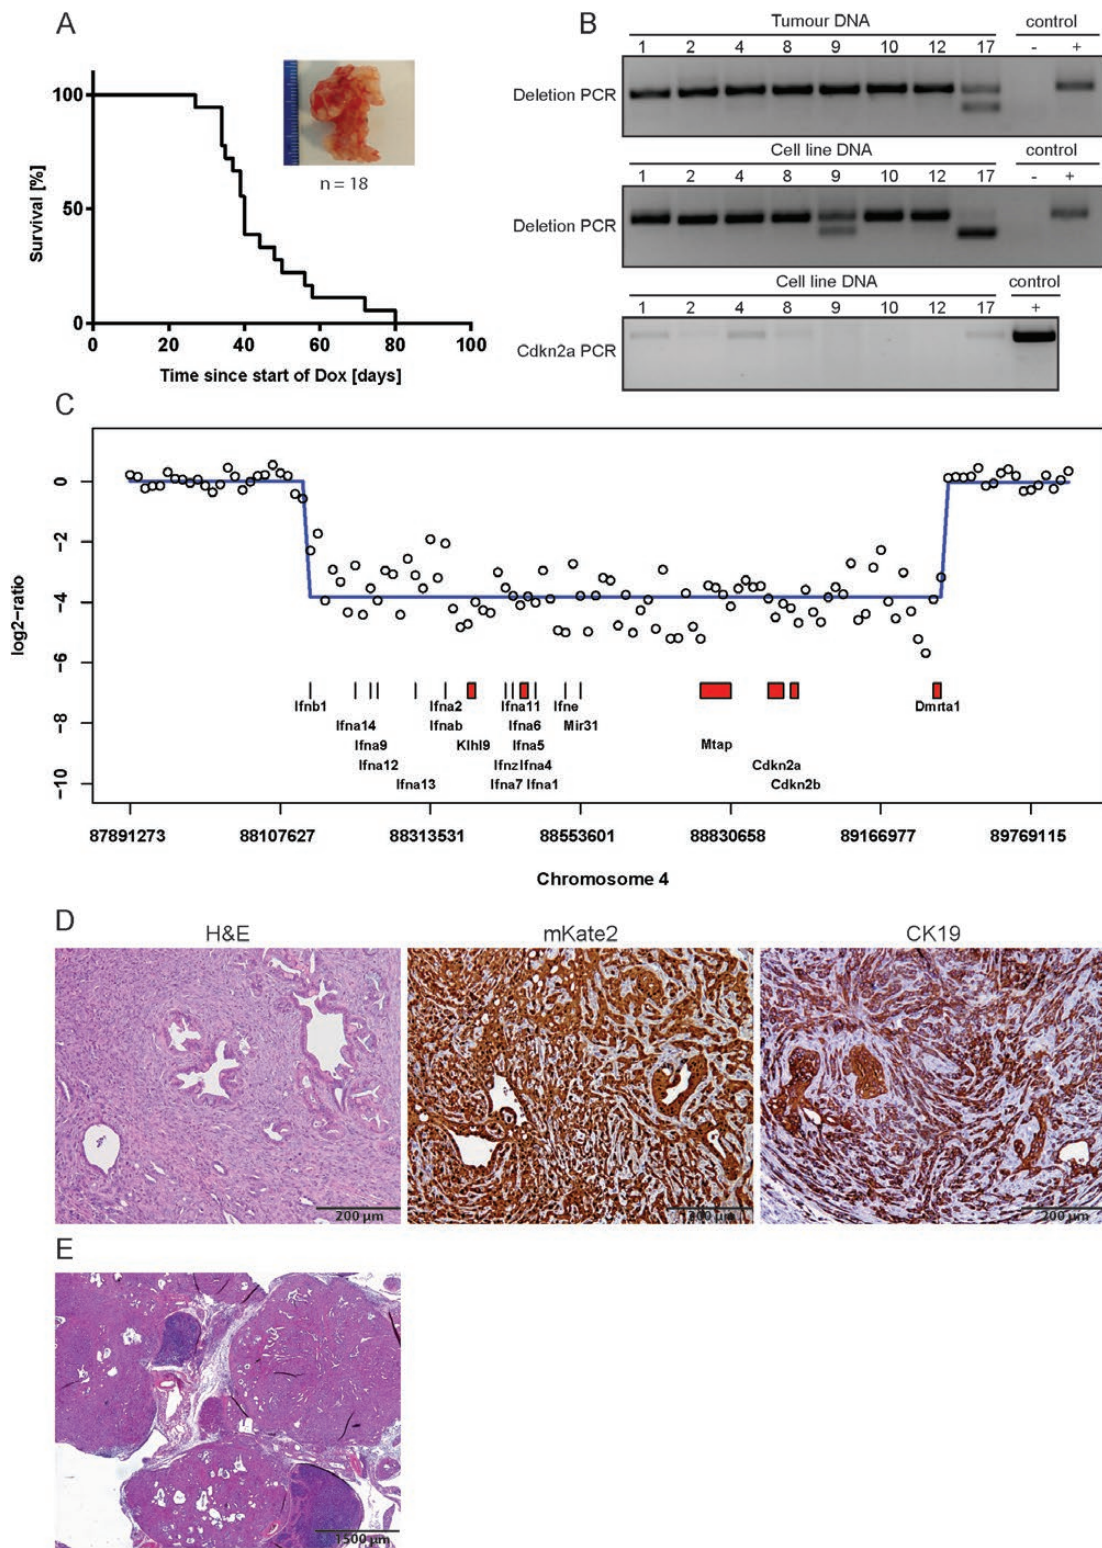 A
100
50
0
Survival [%]
n = 18
0 20 40 60 80 100
Time since start of Dox [days]
B
Tumour DNA control
1 2 4 8 9 10 12 17 - +
Deletion PCR
Cell line DNA control
1 2 4 8 9 10 12 17 - +
Deletion PCR
Cell line DNA control
1 2 4 8 9 10 12 17 +
Cdkn2a PCR
C
log2-ratio
0
-2
-4
-6
-8
-10
Ifnb1 Ifna2 Ifna11 Ifne Dmrta1
Ifna14 Ifnab Ifna6 Mir31
Ifna9 Klhl9 Ifna5 Mtap
Ifna12 Ifnz Ifna4 Cdkn2a
Ifna13 Ifna7 Ifna1 Cdkn2b
87891273 88107627 88313531 88553601 88830658 89166977 89769115
Chromosome 4
D
H&E mKate2 CK19
200 µm 200 µm 200 µm
E
1500 µm